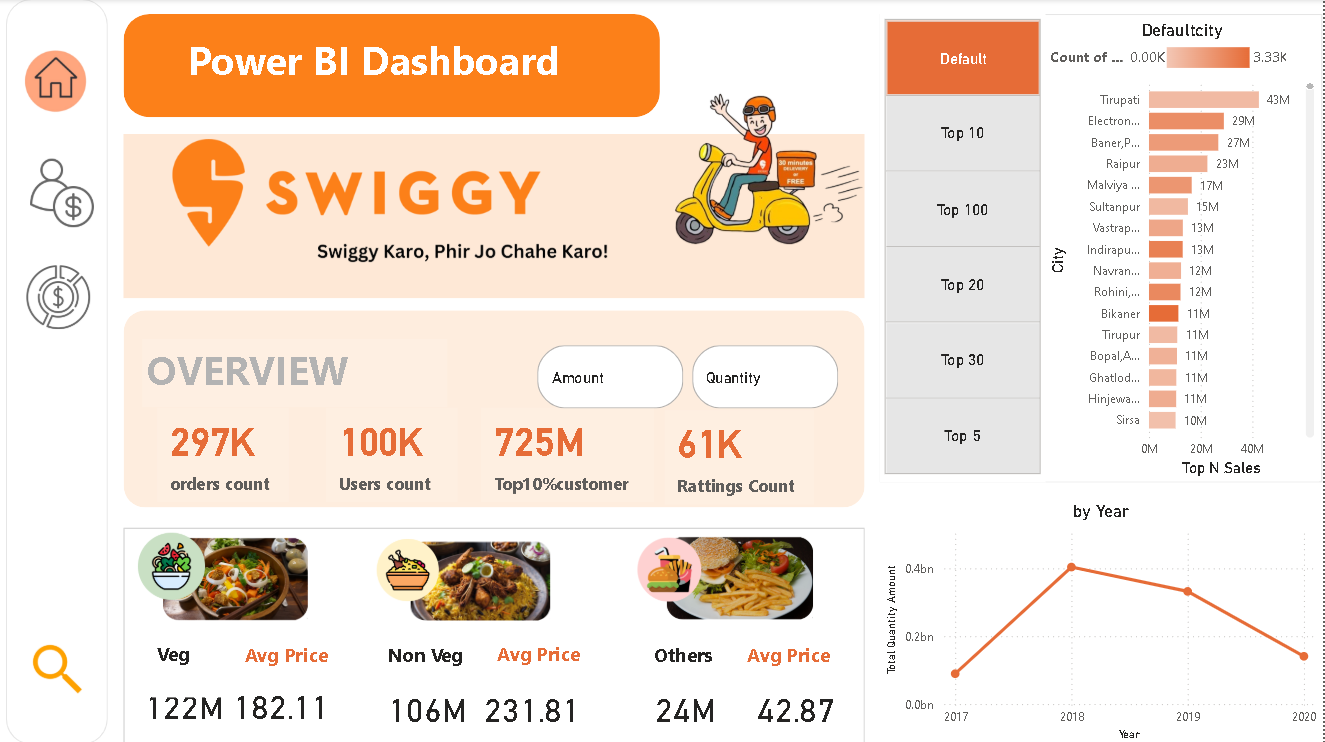 Power BI Dashboard
SWIGGY
Swiggy Karo, Phir Jo Chahe Karo!
30 minutes
DELEVERY
BY
FREE
OVERVIEW
Amount
Quantity
297K
orders count
100K
Users count
725M
Top10%customer
61K
Rattings Count
Veg
Avg Price
122M
182.11
Non Veg
Avg Price
106M
231.81
Others
Avg Price
24M
42.87
Default
Top 10
Top 100
Top 20
Top 30
Top 5
Defaultcity
Count of ... 0.00K 3.33K
City
Tirupati 43M
Electron... 29M
Baner,P... 27M
Raipur 23M
Malviya ... 17M
Sultanpur 15M
Vastrap... 13M
Indirapu... 13M
Navran... 12M
Rohini,... 12M
Bikaner 11M
Tirupur 11M
Bopal,A... 11M
Ghatlod... 11M
Hinjewa... 11M
Sirsa 10M
0M 20M 40M
Top N Sales
by Year
Total Quantity Amount
0.4bn
0.2bn
0.0bn
2017 2018 2019 2020
Year